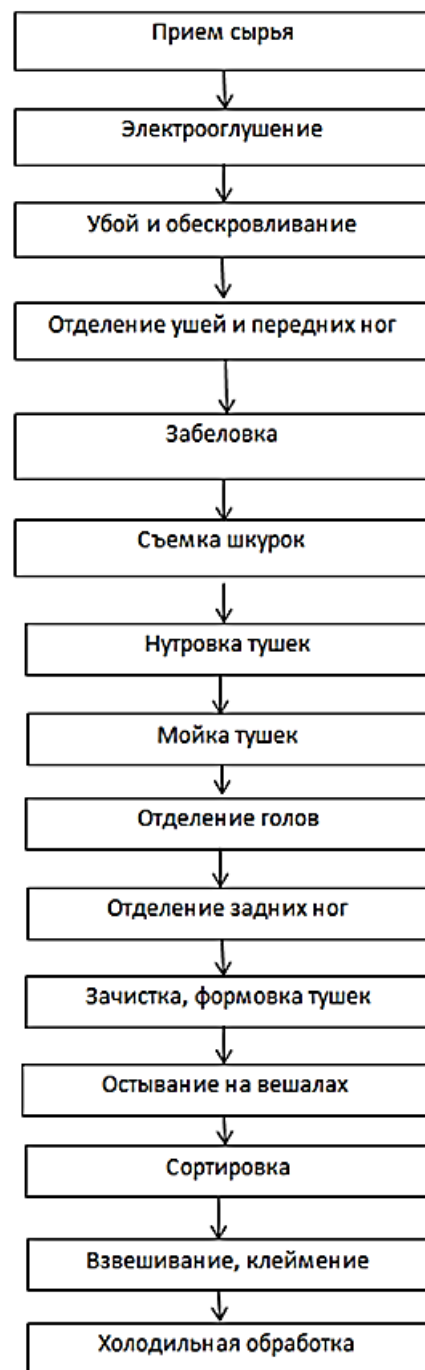 Прием сырья
Электрооглушение
Убой и обескровливание
Отделение ушей и передних ног
Забеловка
Съемка шкурок
Нутровка тушек
Мойка тушек
Отделение голов
Отделение задних ног
Зачистка, формовка тушек
Остывание на вешалах
Сортировка
Взвешивание, клеймение
Холодильная обработка